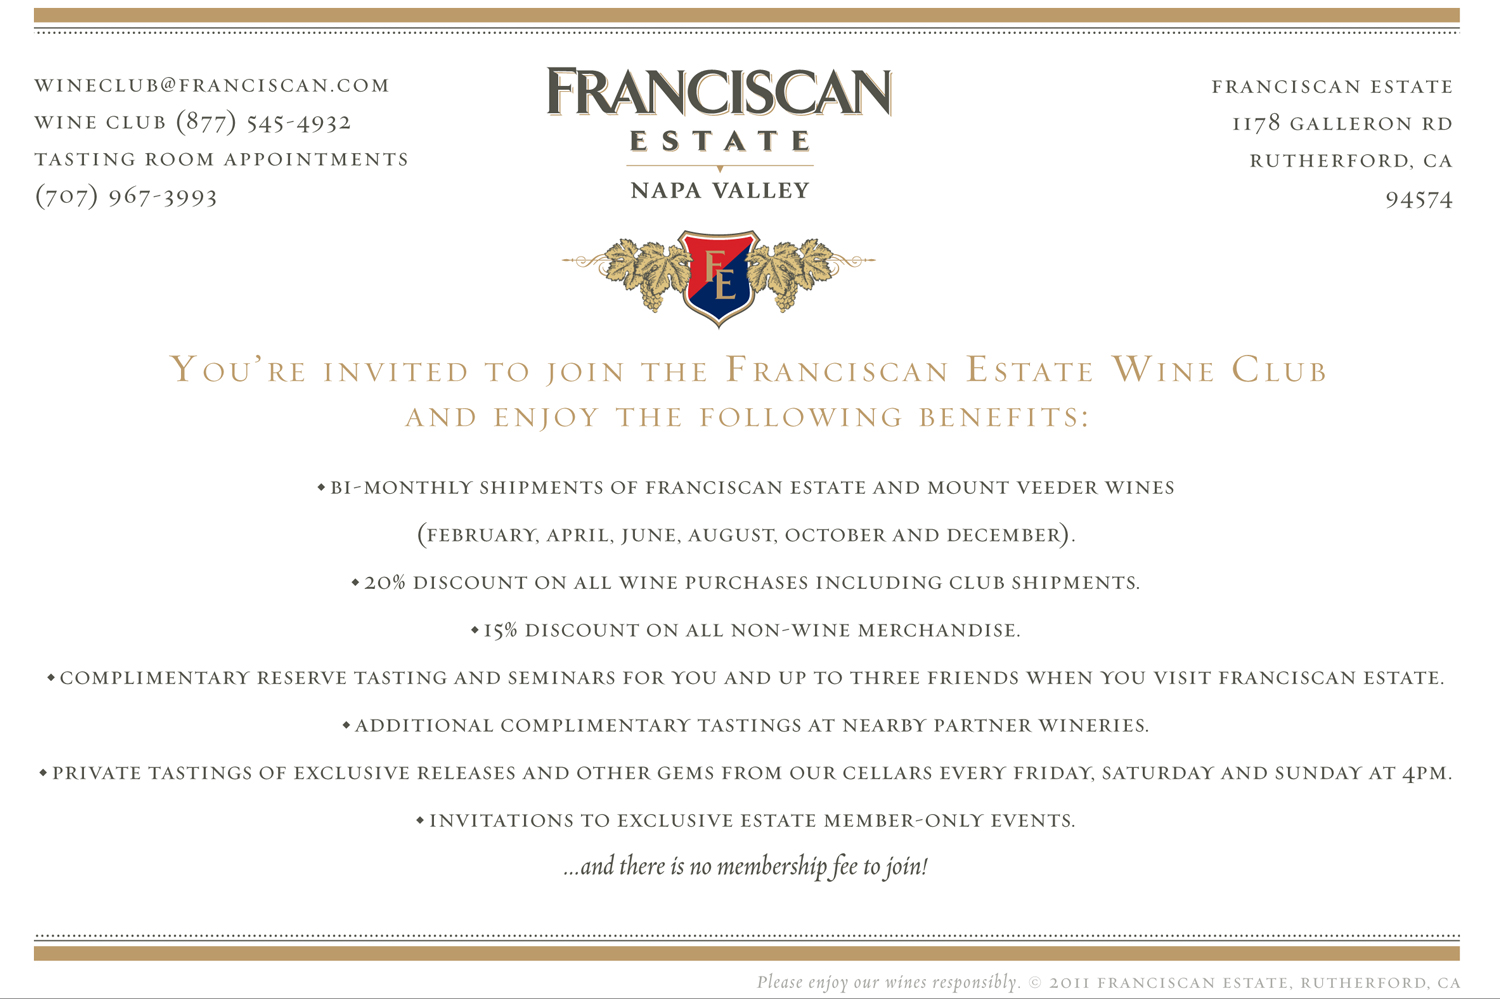 WINECLUB@FRANCISCAN.COM
WINE CLUB (877) 545-4932
TASTING ROOM APPOINTMENTS
(707) 967-3993
FRANCISCAN
ESTATE
NAPA VALLEY
FE
FRANCISCAN ESTATE
1178 GALLERON RD
RUTHERFORD, CA
94574
YOU'RE INVITED TO JOIN THE FRANCISCAN ESTATE WINE CLUB
AND ENJOY THE FOLLOWING BENEFITS:
◆BI-MONTHLY SHIPMENTS OF FRANCISCAN ESTATE AND MOUNT VEEDER WINES
(FEBRUARY, APRIL, JUNE, AUGUST, OCTOBER AND DECEMBER).
◆20% DISCOUNT ON ALL WINE PURCHASES INCLUDING CLUB SHIPMENTS.
◆15% DISCOUNT ON ALL NON-WINE MERCHANDISE.
◆COMPLIMENTARY RESERVE TASTING AND SEMINARS FOR YOU AND UP TO THREE FRIENDS WHEN YOU VISIT FRANCISCAN ESTATE.
◆ADDITIONAL COMPLIMENTARY TASTINGS AT NEARBY PARTNER WINERIES.
◆PRIVATE TASTINGS OF EXCLUSIVE RELEASES AND OTHER GEMS FROM OUR CELLARS EVERY FRIDAY, SATURDAY AND SUNDAY AT 4PM.
◆INVITATIONS TO EXCLUSIVE ESTATE MEMBER-ONLY EVENTS.
...and there is no membership fee to join!
Please enjoy our wines responsibly. © 2011 FRANCISCAN ESTATE, RUTHERFORD, CA